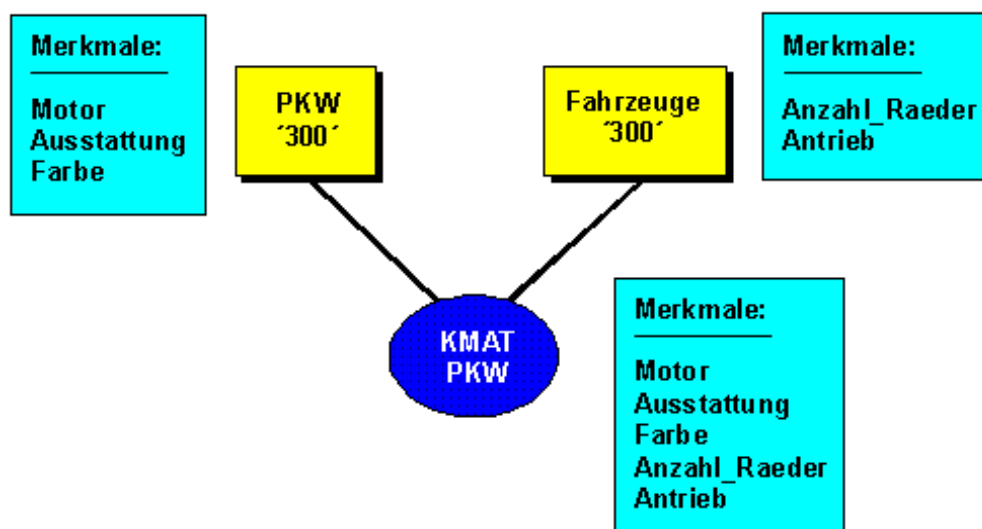 Merkmale:
Motor
Ausstattung
Farbe
PKW
´300´
Fahrzeuge
´300´
Merkmale:
Anzahl_Raeder
Antrieb
KMAT
PKW
Merkmale:
Motor
Ausstattung
Farbe
Anzahl_Raeder
Antrieb